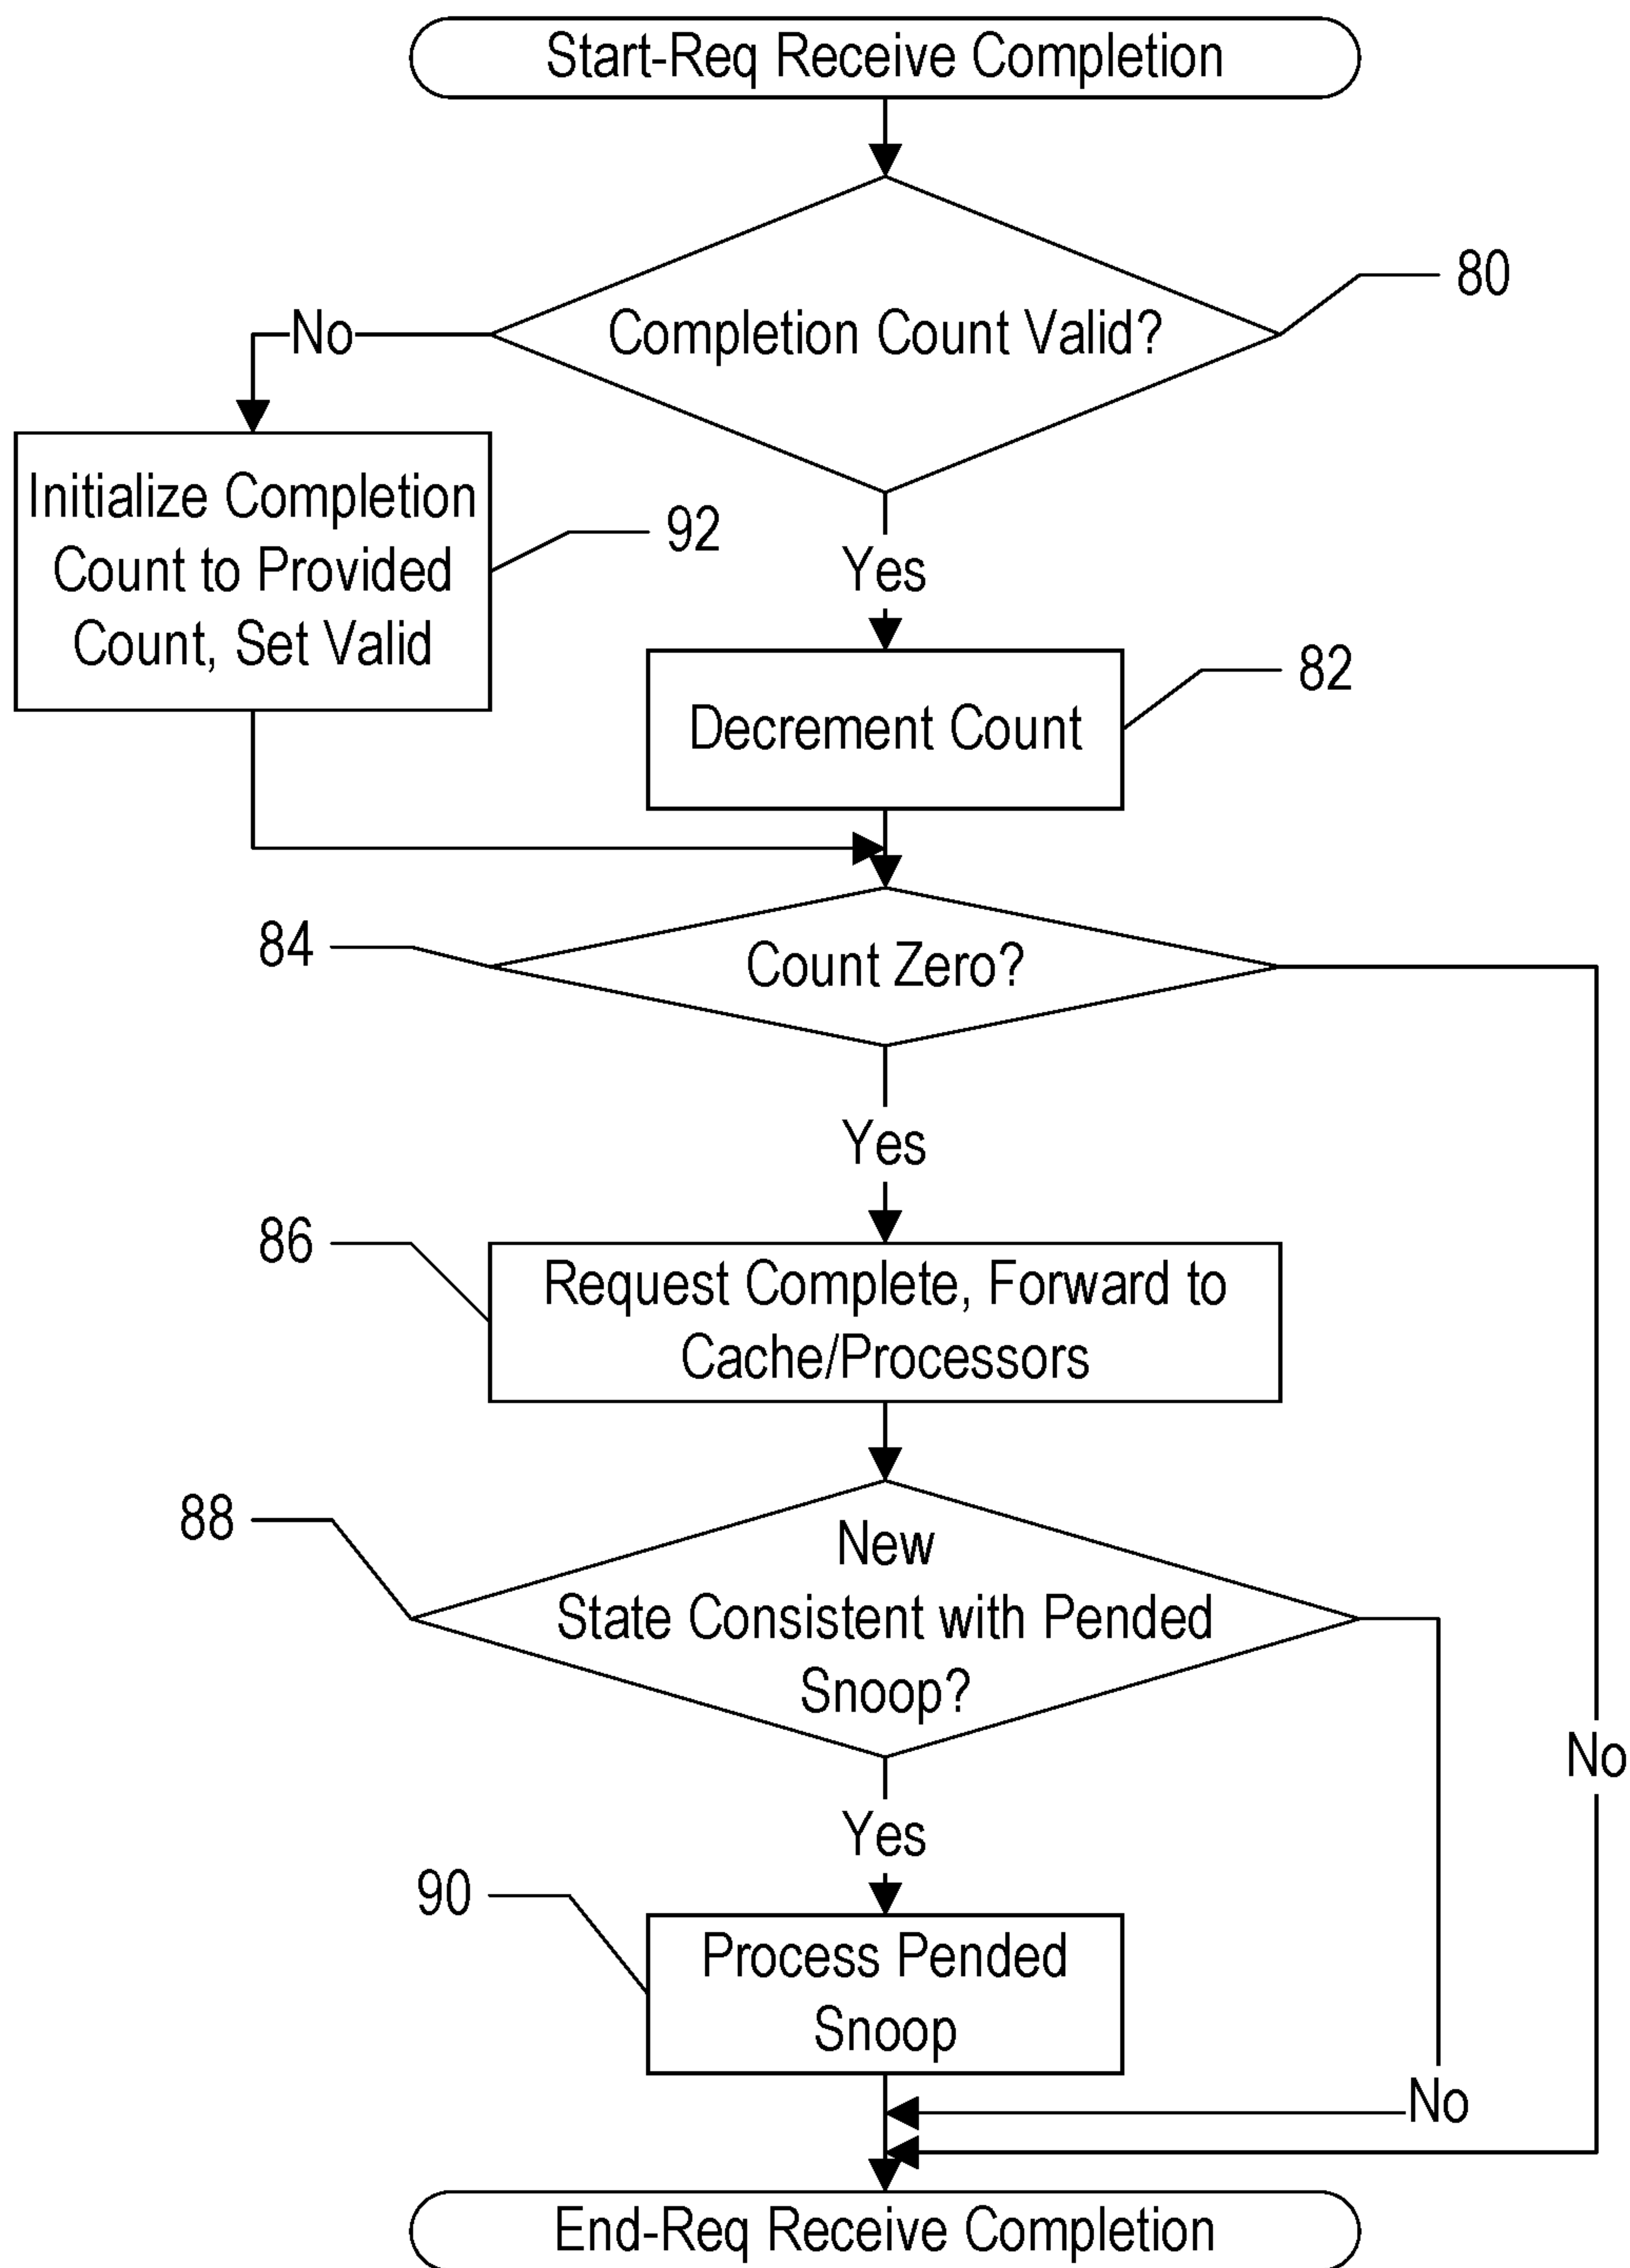 Start-Req Receive Completion
80
Completion Count Valid?
No
Initialize Completion
Count to Provided
Count, Set Valid
92
Yes
82
Decrement Count
84
Count Zero?
Yes
86
Request Complete, Forward to
Cache/Processors
88
New
State Consistent with Pended
Snoop?
No
Yes
90
Process Pended
Snoop
No
End-Req Receive Completion